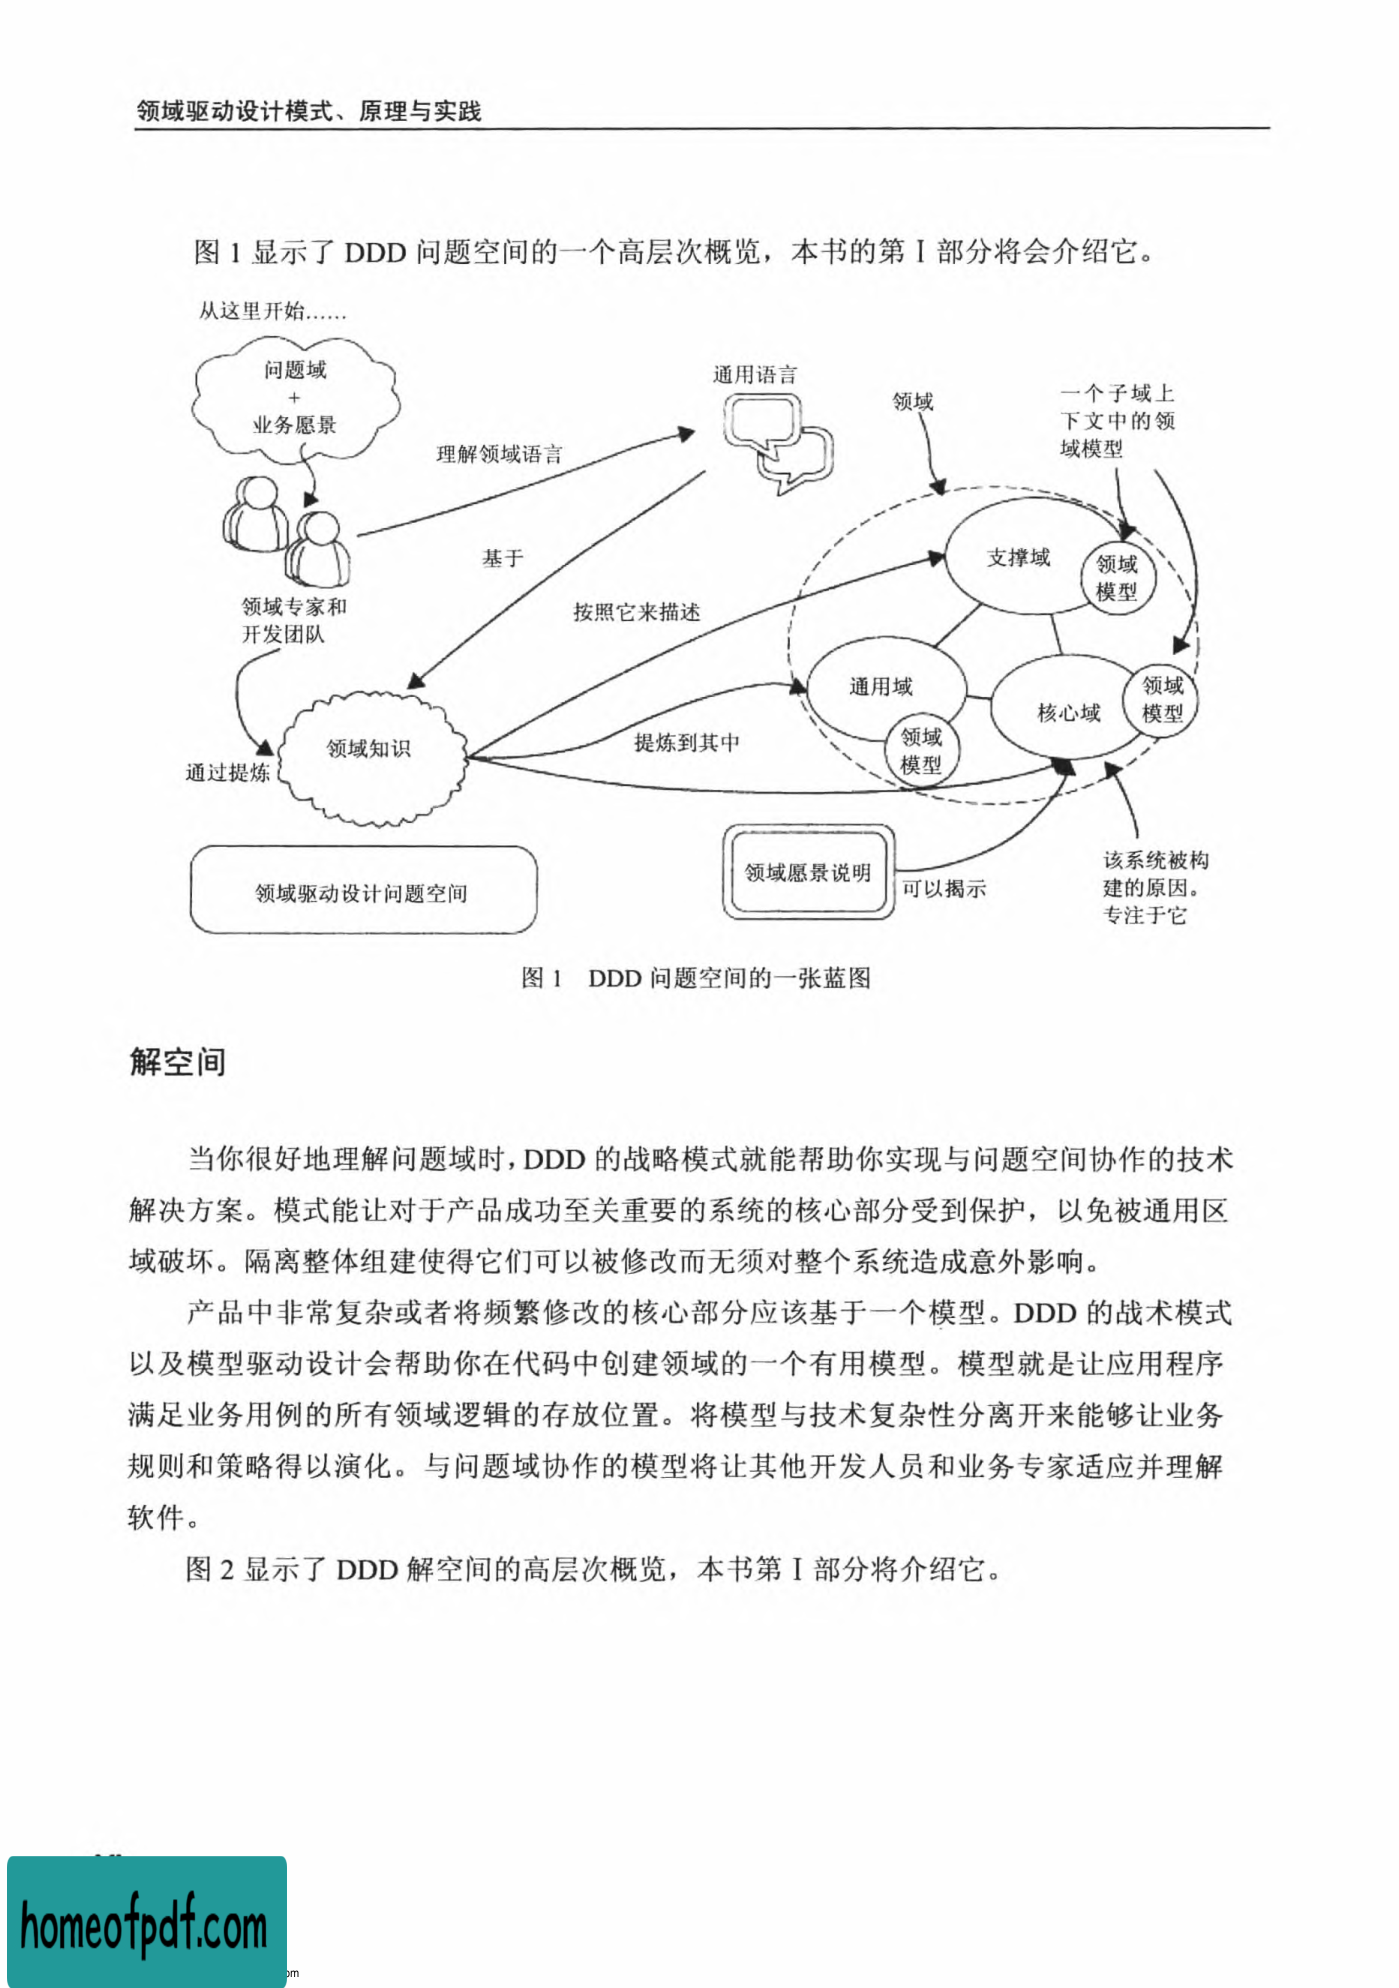 领域驱动设计模式、原理与实践
图 1 显示了 DDD 问题空间的一个高层次概览，本书的第 I 部分将会介绍它。
从这里开始……
问题域
+
业务愿景
理解领域语言
通用语言
领域
一个子域上
下文中的领
域模型
基于
支撑域
领域
模型
领域专家和
开发团队
按照它来描述
通用域
领域
模型
核心域
领域
模型
提炼到其中
领域知识
通过提炼
领域驱动设计问题空间
领域愿景说明
可以揭示
该系统被构
建的原因。
专注于它
图 1 DDD 问题空间的一张蓝图
解空间
当你很好地理解问题域时，DDD 的战略模式就能帮助你实现与问题空间协作的技术
解决方案。模式能让对于产品成功至关重要的系统的核心部分受到保护，以免被通用区
域破坏。隔离整体组建使得它们可以被修改而无须对整个系统造成意外影响。
产品中非常复杂或者将频繁修改的核心部分应该基于一个模型。DDD 的战术模式
以及模型驱动设计会帮助你在代码中创建领域的一个有用模型。模型就是让应用程序
满足业务用例的所有领域逻辑的存放位置。将模型与技术复杂性分离开来能够让业务
规则和策略得以演化。与问题域协作的模型将让其他开发人员和业务专家适应并理解
软件。
图 2 显示了 DDD 解空间的高层次概览，本书第 I 部分将介绍它。
homeofpdf.com
om